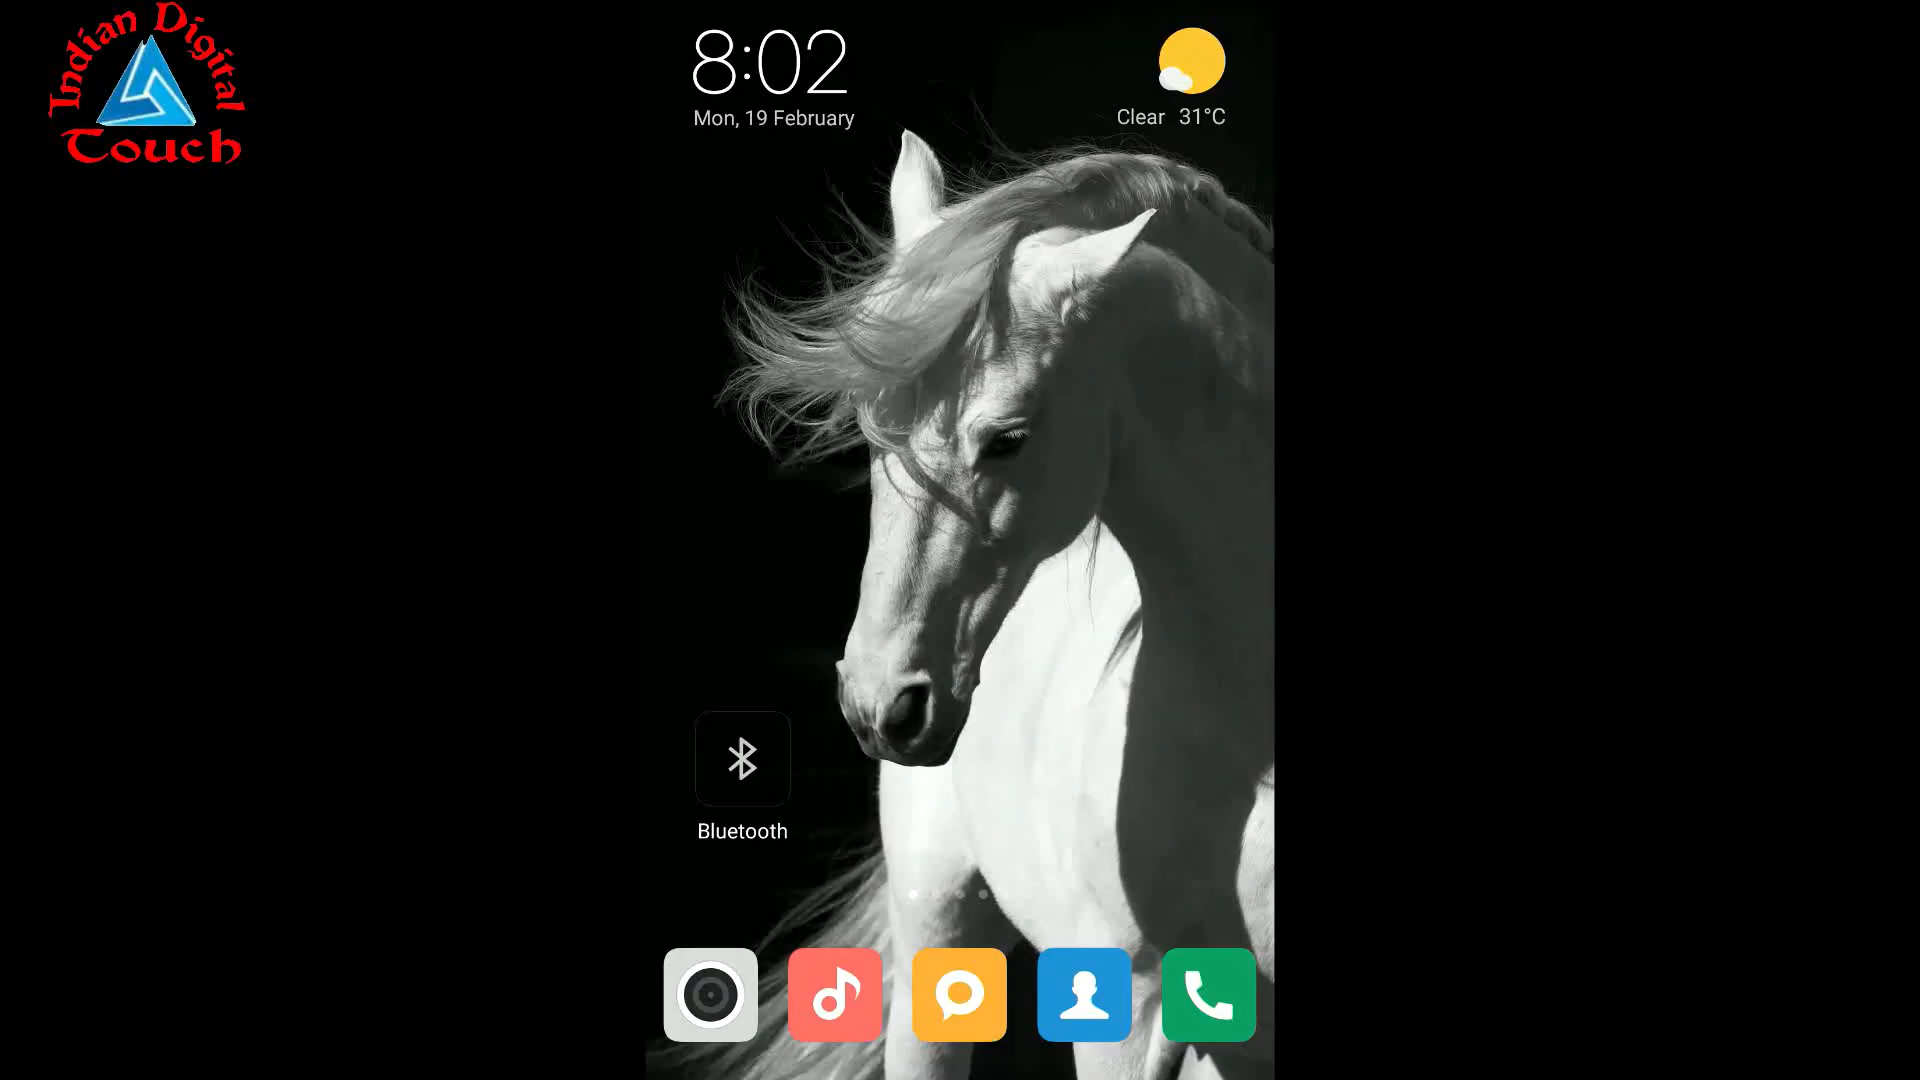 Indian Digital
Touch
8:02
Mon, 19 February
Clear 31°C
Bluetooth